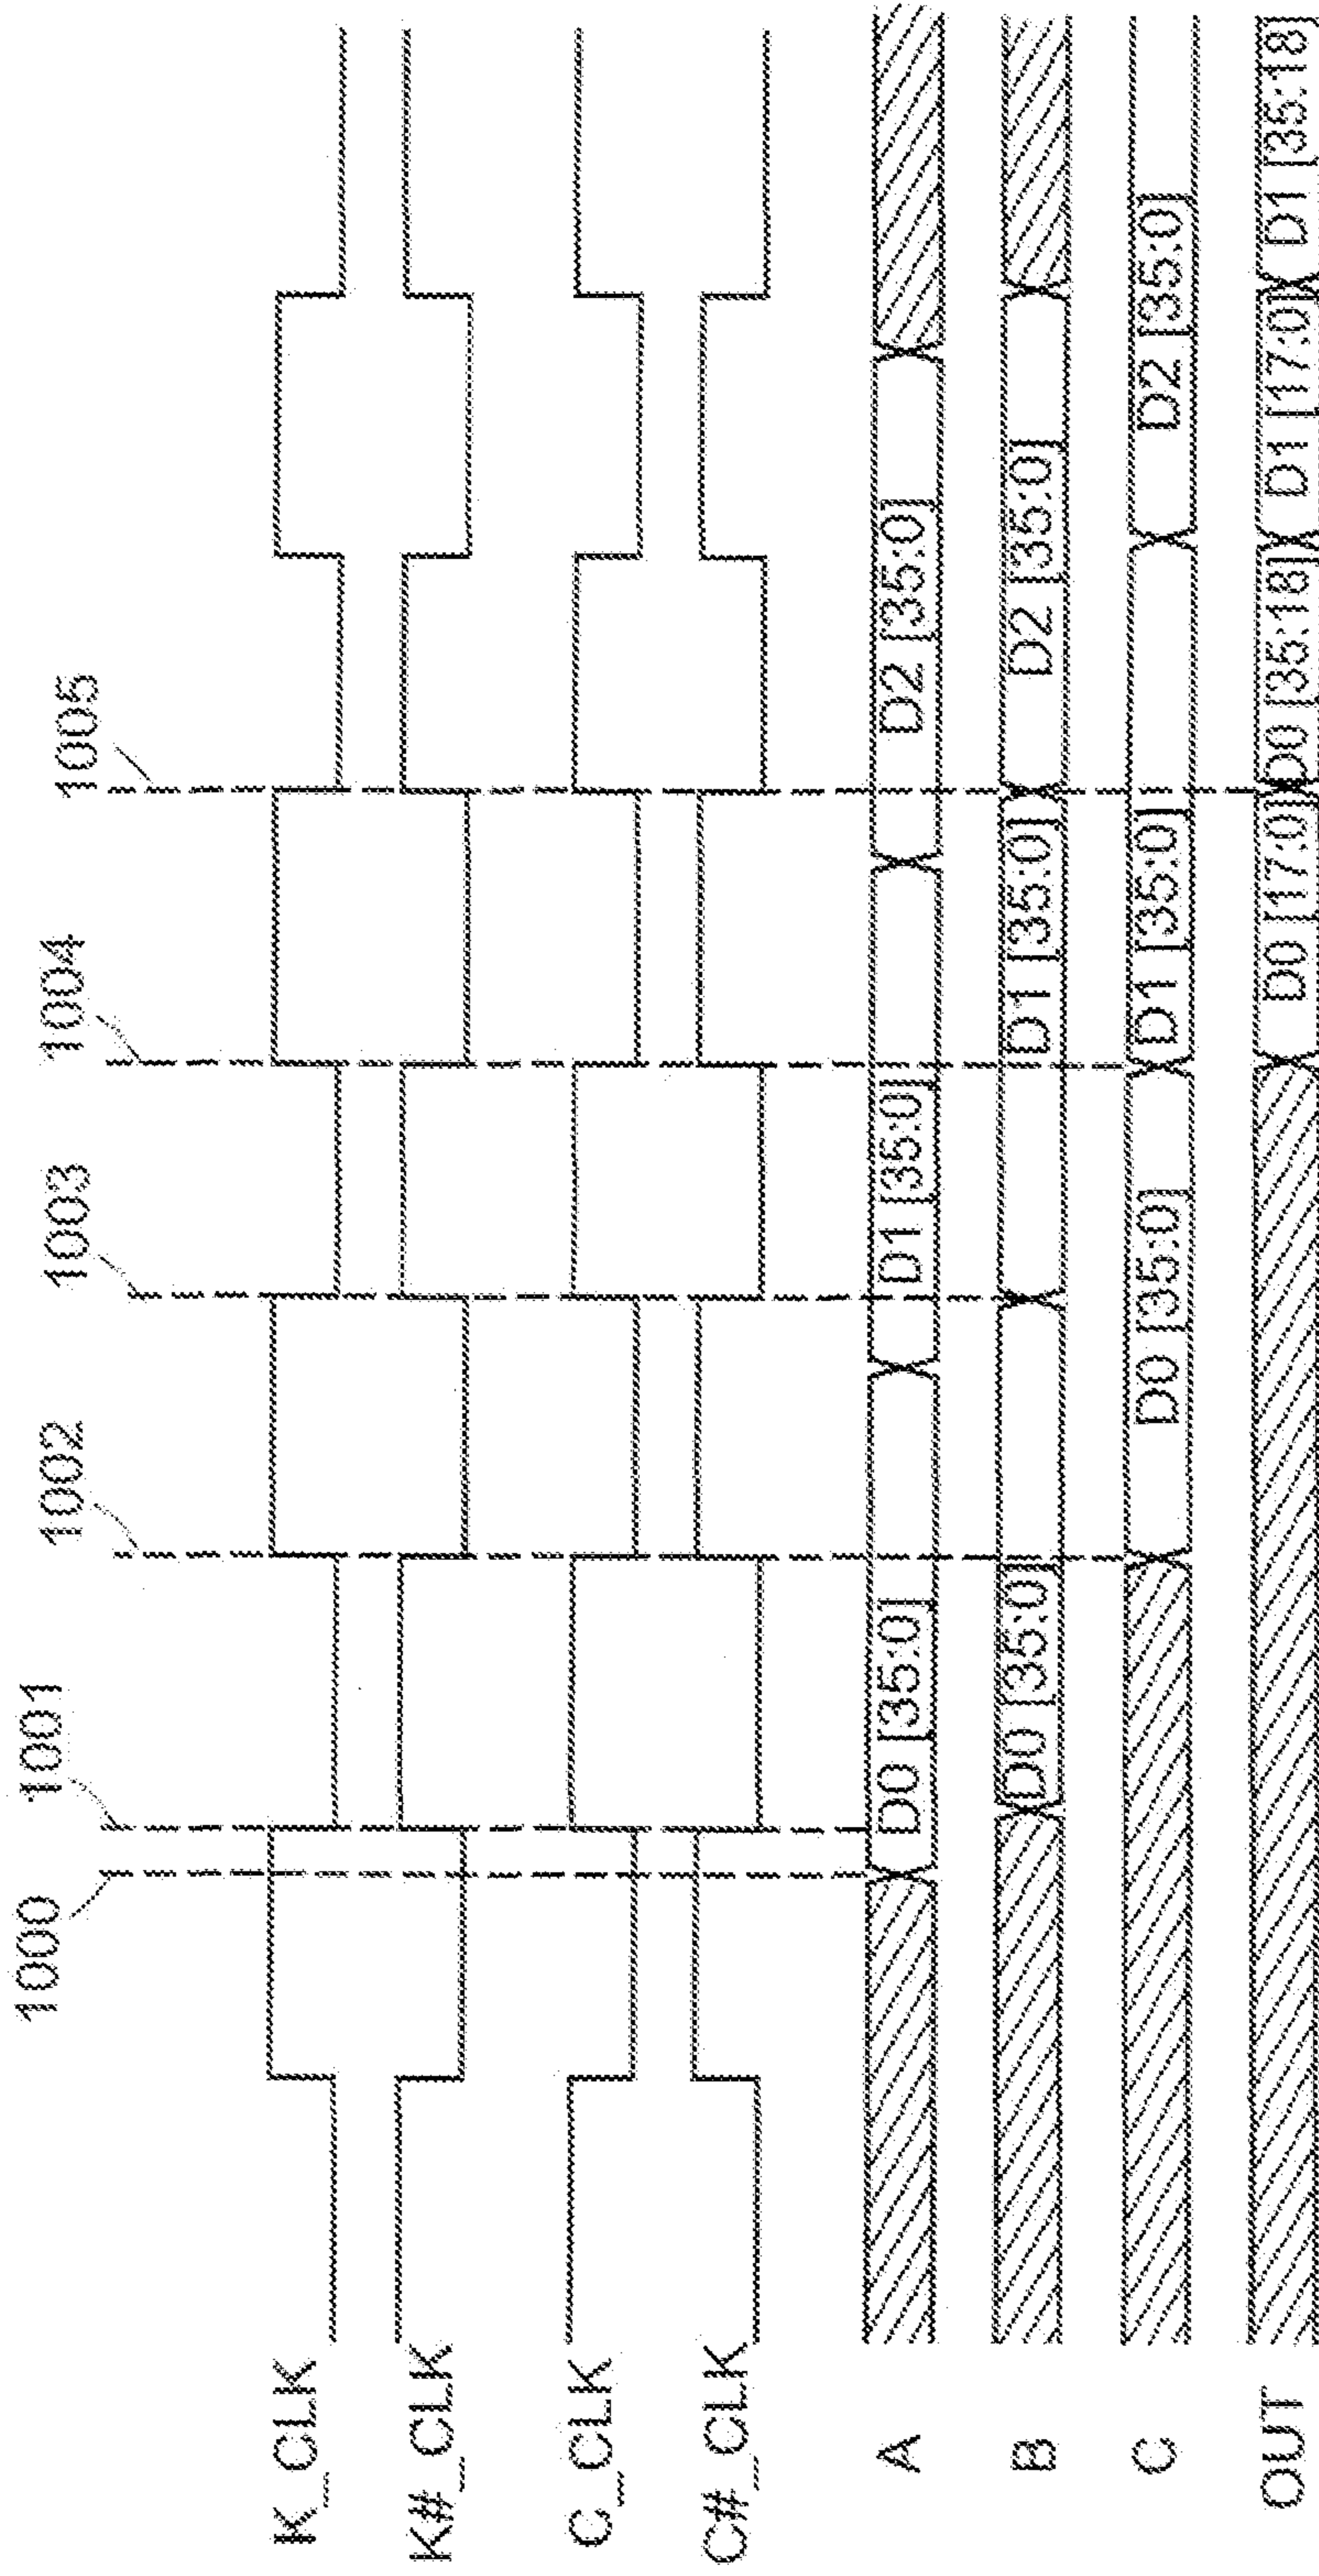 1000 1001 1002 1003 1004 1005
K_CLK
K#_CLK
C_CLK
C#_CLK
A D0 [35:0] D1 [35:0] D2 [35:0]
B D0 [35:0] D1 [35:0] D2 [35:0]
C D0 [35:0] D1 [35:0] D2 [35:0]
OUT D0 [17:0] D0 [35:18] D1 [17:0] D1 [35:18]